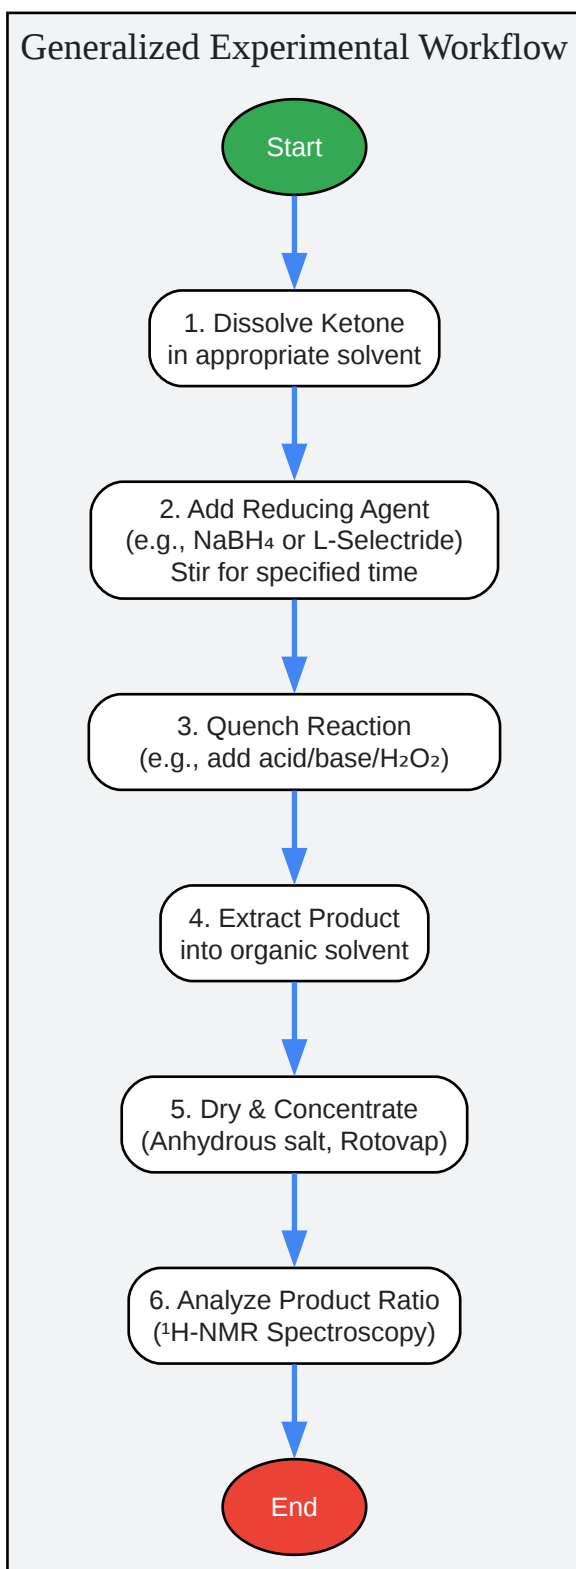 Generalized Experimental Workflow
Start
1. Dissolve Ketone
in appropriate solvent
2. Add Reducing Agent
(e.g., NaBH₄ or L-Selectride)
Stir for specified time
3. Quench Reaction
(e.g., add acid/base/H₂O₂)
4. Extract Product
into organic solvent
5. Dry & Concentrate
(Anhydrous salt, Rotovap)
6. Analyze Product Ratio
(¹H-NMR Spectroscopy)
End